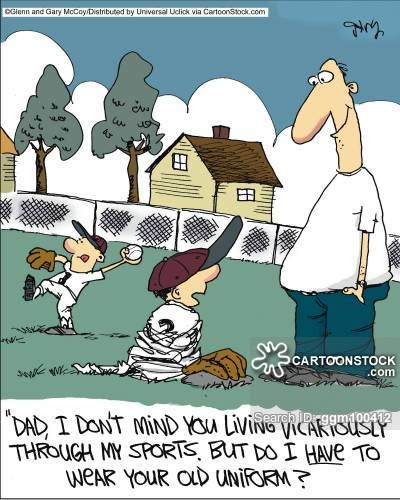 ©Glenn and Gary McCoy/Distributed by Universal Uclick via CartoonStock.com
2
CARTOONSTOCK
.com
Search ID: ggm100412
"DAD, I DON'T MIND YOU LIVING VICARIOUSLY
THROUGH MY SPORTS. BUT DO I HAVE TO
WEAR YOUR OLD UNIFORM?